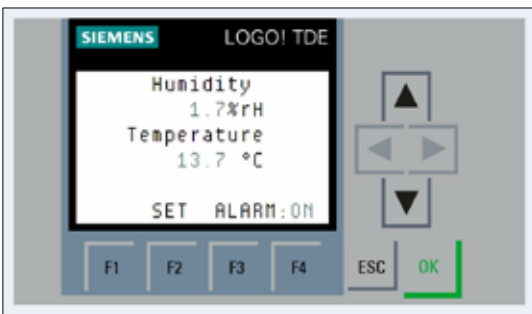 SIEMENS LOGO! TDE
Humidity
1.7%rH
Temperature
13.7 °C
SET ALARM:ON
F1 F2 F3 F4 ESC OK